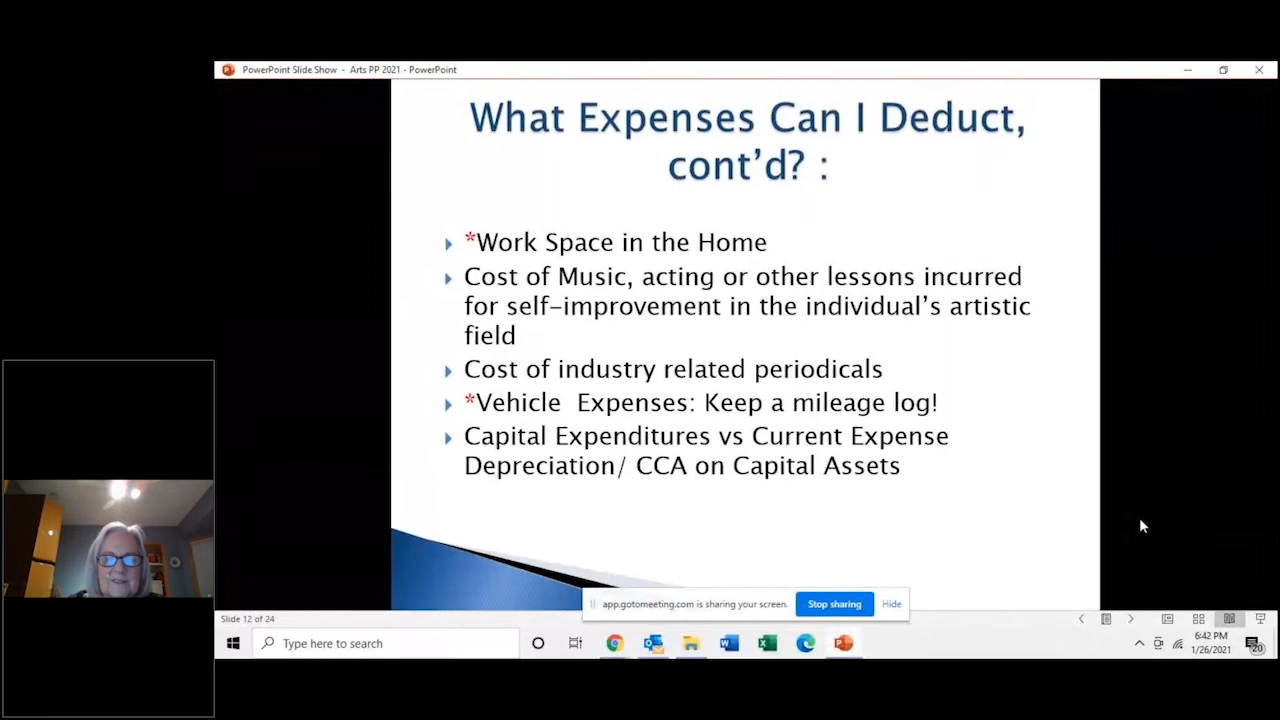 PowerPoint Slide Show - Arts PP 2021 - PowerPoint
What Expenses Can I Deduct,
cont'd? :
*Work Space in the Home
Cost of Music, acting or other lessons incurred
for self-improvement in the individual's artistic
field
Cost of industry related periodicals
*Vehicle Expenses: Keep a mileage log!
Capital Expenditures vs Current Expense
Depreciation/ CCA on Capital Assets
app.gotomeeting.com is sharing your screen.
Stop sharing
Hide
Slide 12 of 24
Type here to search
6:42 PM
1/26/2021
20